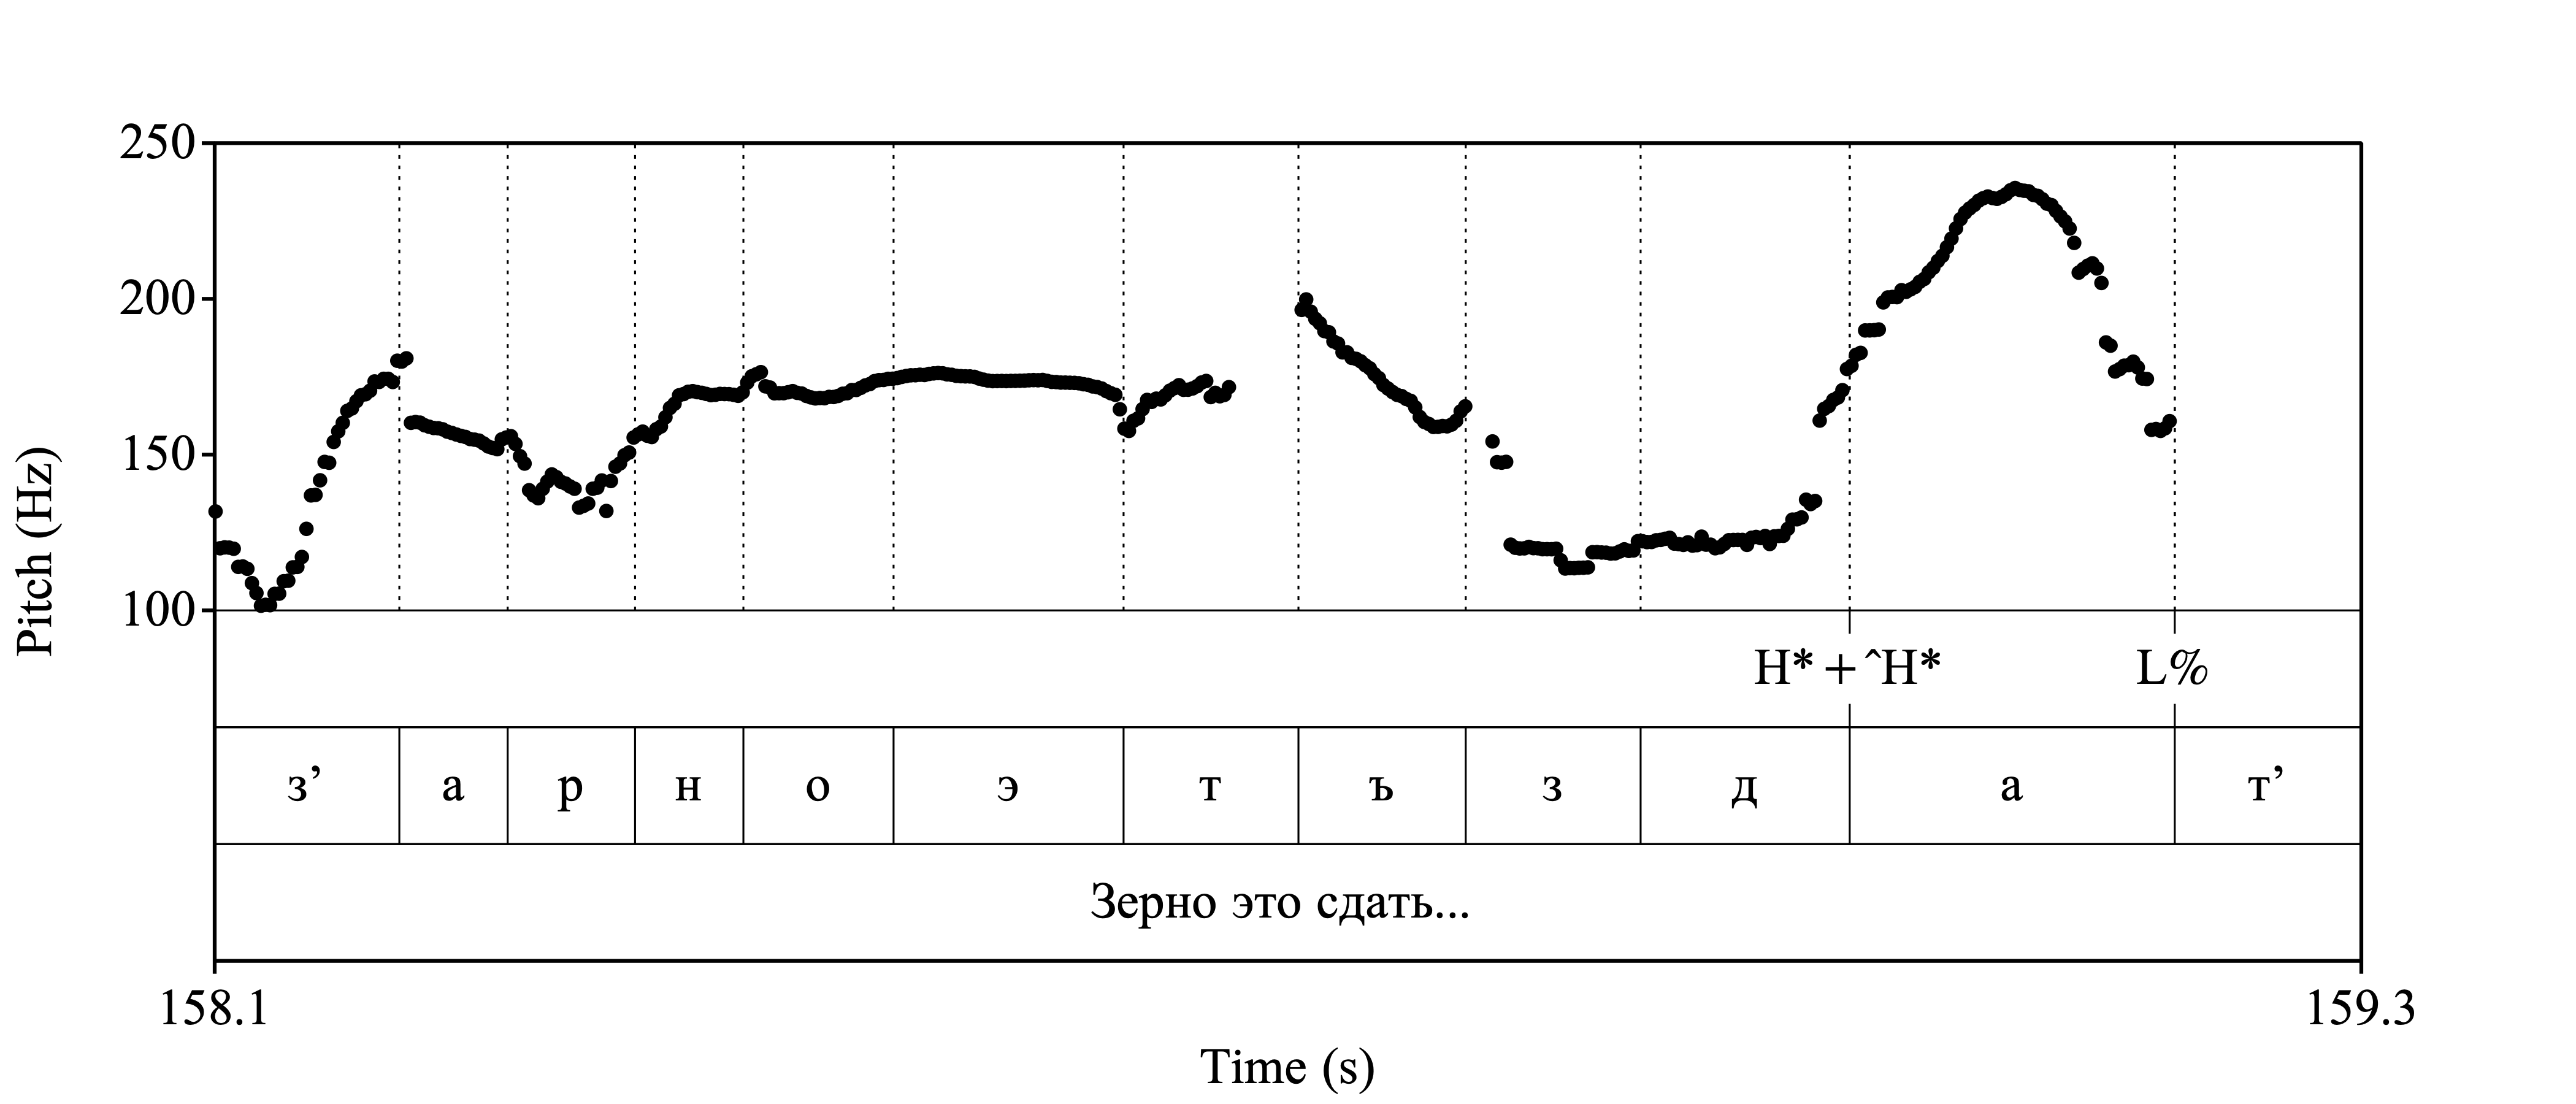 250
200
150
100
Pitch (Hz)
H* + ˆH* L%
з’ а р н о э т ъ з д а т’
Зерно это сдать...
158.1 159.3
Time (s)